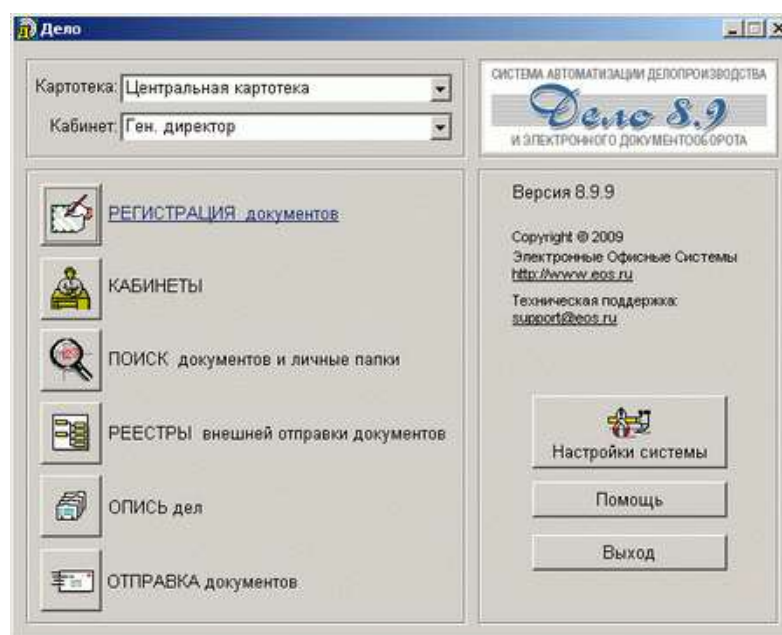 Дело
Картотека: Центральная картотека
Кабинет: Ген. директор
СИСТЕМА АВТОМАТИЗАЦИИ ДЕЛОПРОИЗВОДСТВА
Дело 8.9
И ЭЛЕКТРОННОГО ДОКУМЕНТООБОРОТА
РЕГИСТРАЦИЯ документов
КАБИНЕТЫ
ПОИСК документов и личные папки
РЕЕСТРЫ внешней отправки документов
ОПИСЬ дел
ОТПРАВКА документов
Версия 8.9.9
Copyright © 2009
Электронные Офисные Системы
http://www.eos.ru
Техническая поддержка:
support@eos.ru
Настройки системы
Помощь
Выход